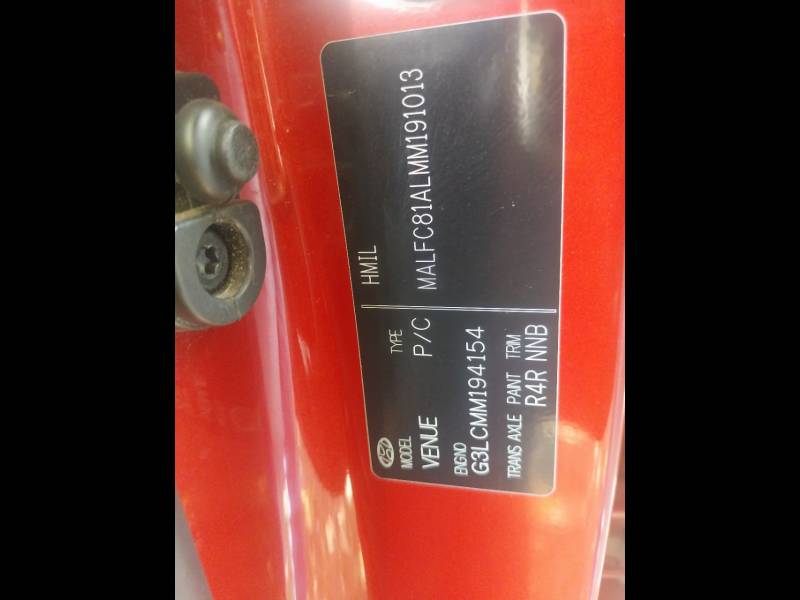 HMIL
MODEL TYPE
VENUE P/C MALFC81ALMM191013
ENGNO
G3LCMM194154
TRANS AXLE PAINT TRIM
R4R NNB